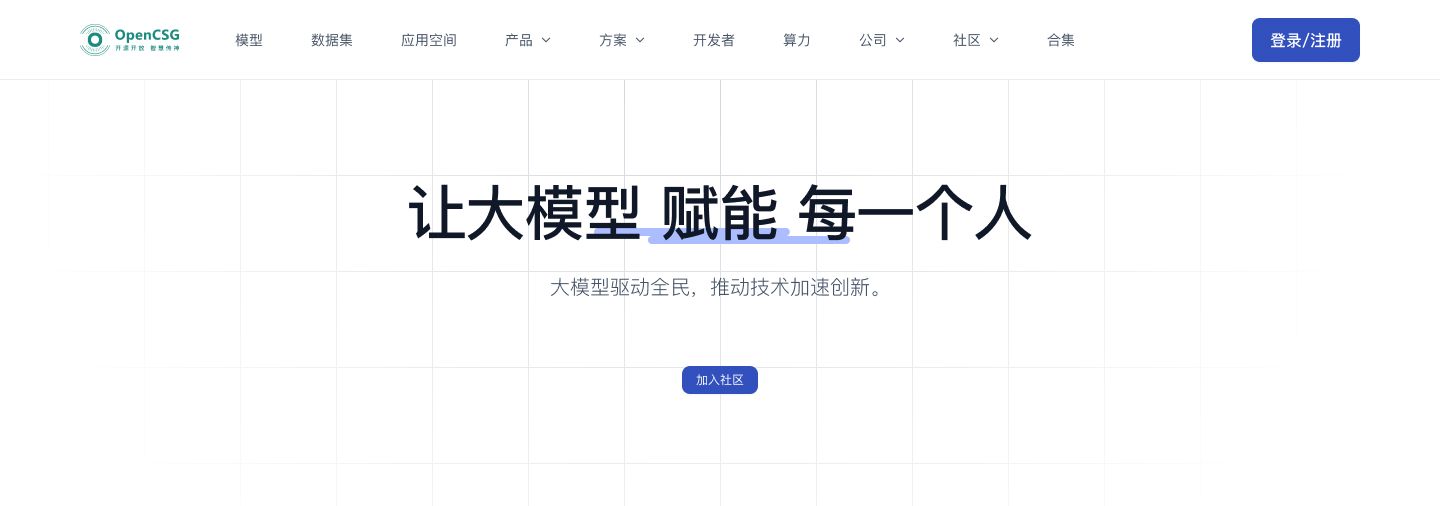 OpenCSG
开源开放 智慧传神
模型
数据集
应用空间
产品
方案
开发者
算力
公司
社区
合集
登录/注册
让大模型 赋能 每一个人
大模型驱动全民，推动技术加速创新。
加入社区